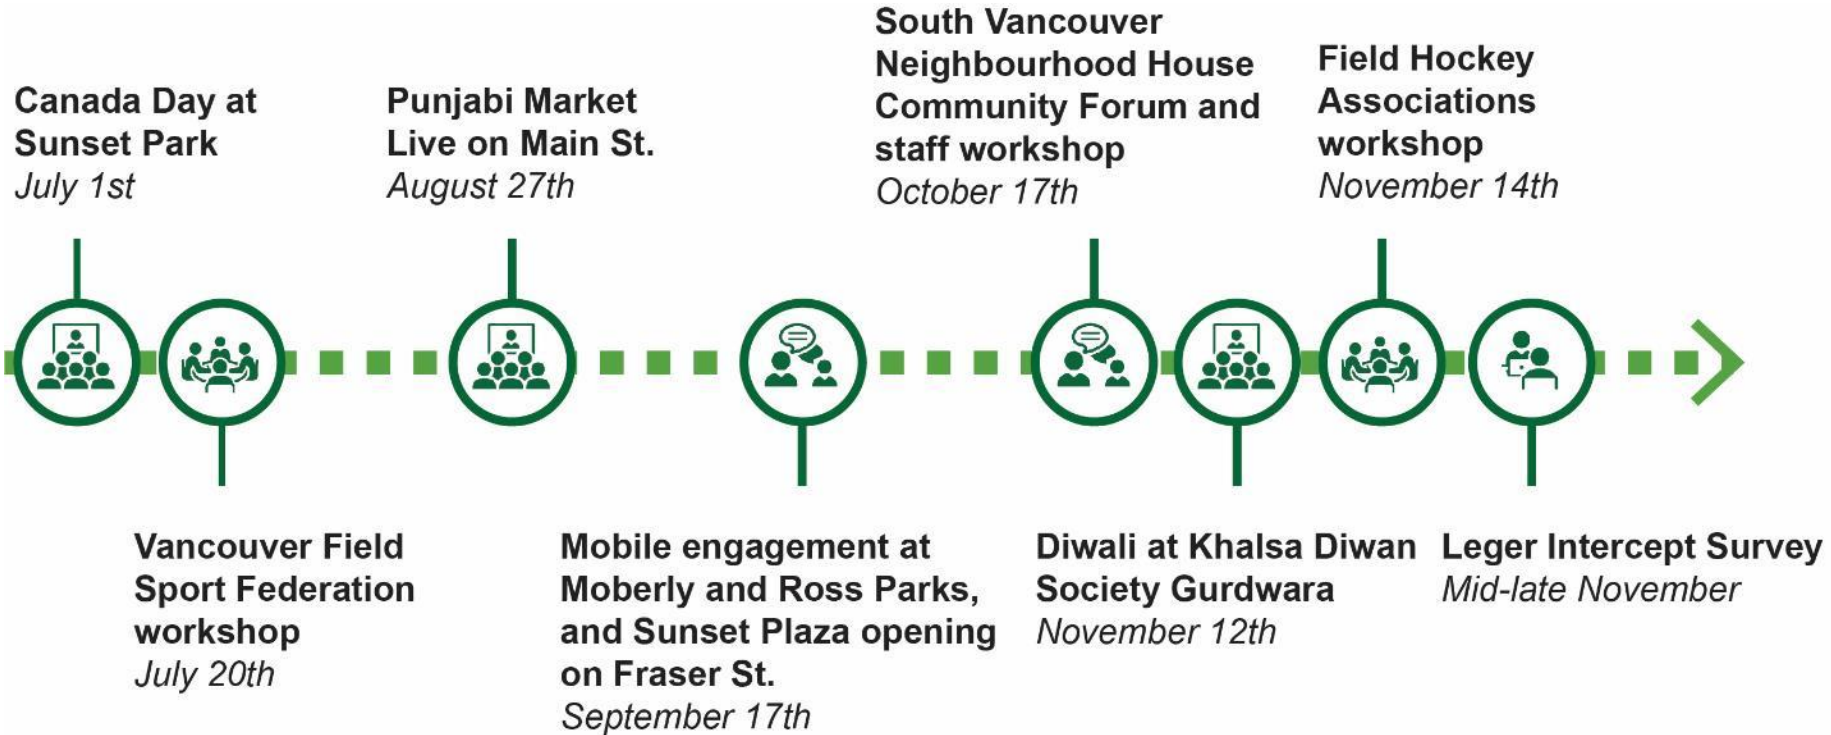 Canada Day at
Sunset Park
July 1st
Vancouver Field
Sport Federation
workshop
July 20th
Punjabi Market
Live on Main St.
August 27th
Mobile engagement at
Moberly and Ross Parks,
and Sunset Plaza opening
on Fraser St.
September 17th
South Vancouver
Neighbourhood House
Community Forum and
staff workshop
October 17th
Diwali at Khalsa Diwan
Society Gurdwara
November 12th
Field Hockey
Associations
workshop
November 14th
Leger Intercept Survey
Mid-late November